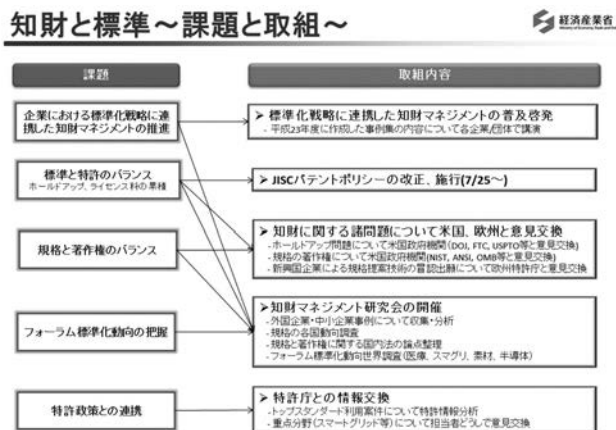 知財と標準～課題と取組～
経済産業省
課題
取組内容
企業における標準化戦略に連
携した知財マネジメントの推進
➢ 標準化戦略に連携した知財マネジメントの普及啓発
- 平成23年度に作成した事例集の内容について各企業/団体で講演
標準と特許のバランス
ホールドアップ、ライセンス料の累積
➢ JISCパテントポリシーの改正、施行(7/25～)
規格と著作権のバランス
➢ 知財に関する諸問題について米国、欧州と意見交換
- ホールドアップ問題について米国政府機関(DOJ, FTC, USPTO等と意見交換)
- 規格の著作権について米国政府機関(NIST, ANSI, OMB等と意見交換)
- 新興国企業による規格提案技術の冒認出願について欧州特許庁と意見交換
フォーラム標準化動向の把握
➢ 知財マネジメント研究会の開催
- 外国企業・中小企業事例について収集・分析
- 規格の各国動向調査
- 規格と著作権に関する国内法の論点整理
- フォーラム標準化動向世界調査(医療、スマグリ、素材、半導体)
特許政策との連携
➢ 特許庁との情報交換
- トップスタンダード利用案件について特許情報分析
- 重点分野(スマートグリッド等)について担当者どうしで意見交換